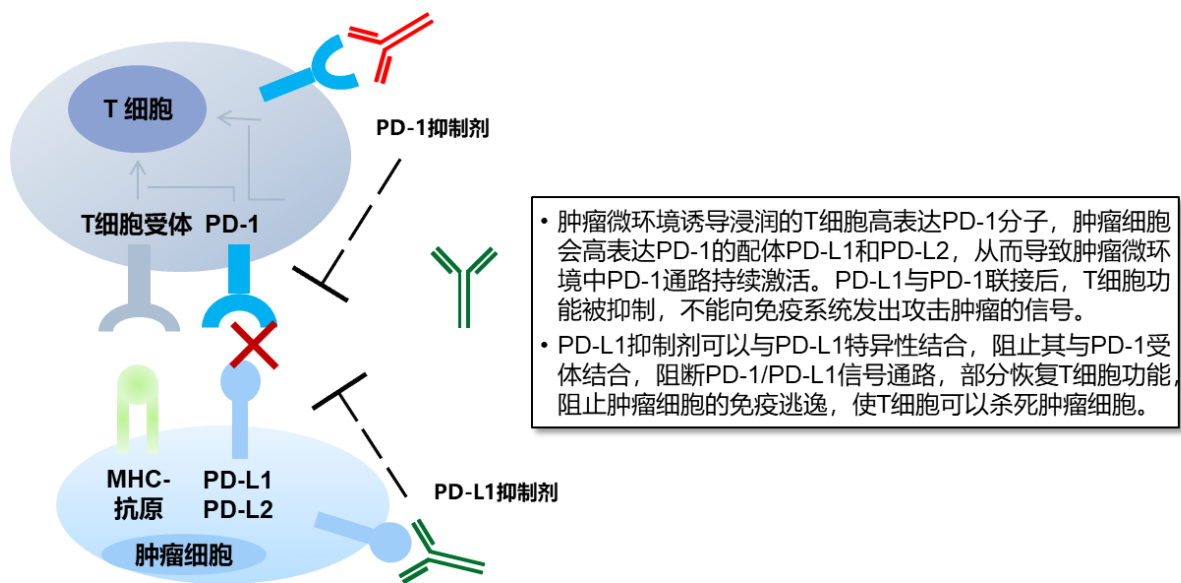 T 细胞
PD-1抑制剂
T细胞受体 PD-1
MHC-
抗原
PD-L1
PD-L2
PD-L1抑制剂
肿瘤细胞
• 肿瘤微环境诱导浸润的T细胞高表达PD-1分子，肿瘤细胞
会高表达PD-1的配体PD-L1和PD-L2，从而导致肿瘤微环
境中PD-1通路持续激活。PD-L1与PD-1联接后，T细胞功
能被抑制，不能向免疫系统发出攻击肿瘤的信号。
• PD-L1抑制剂可以与PD-L1特异性结合，阻止其与PD-1受
体结合，阻断PD-1/PD-L1信号通路，部分恢复T细胞功能，
阻止肿瘤细胞的免疫逃逸，使T细胞可以杀死肿瘤细胞。